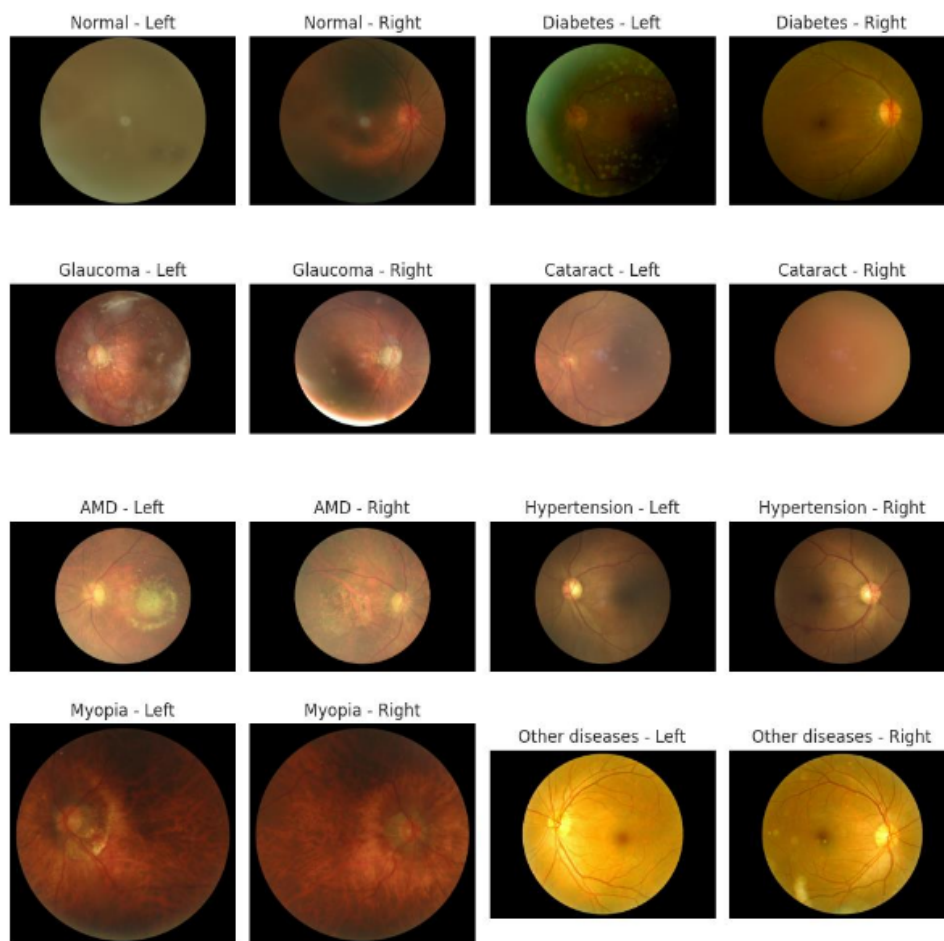 Normal - Left
Normal - Right
Diabetes - Left
Diabetes - Right
Glaucoma - Left
Glaucoma - Right
Cataract - Left
Cataract - Right
AMD - Left
AMD - Right
Hypertension - Left
Hypertension - Right
Myopia - Left
Myopia - Right
Other diseases - Left
Other diseases - Right